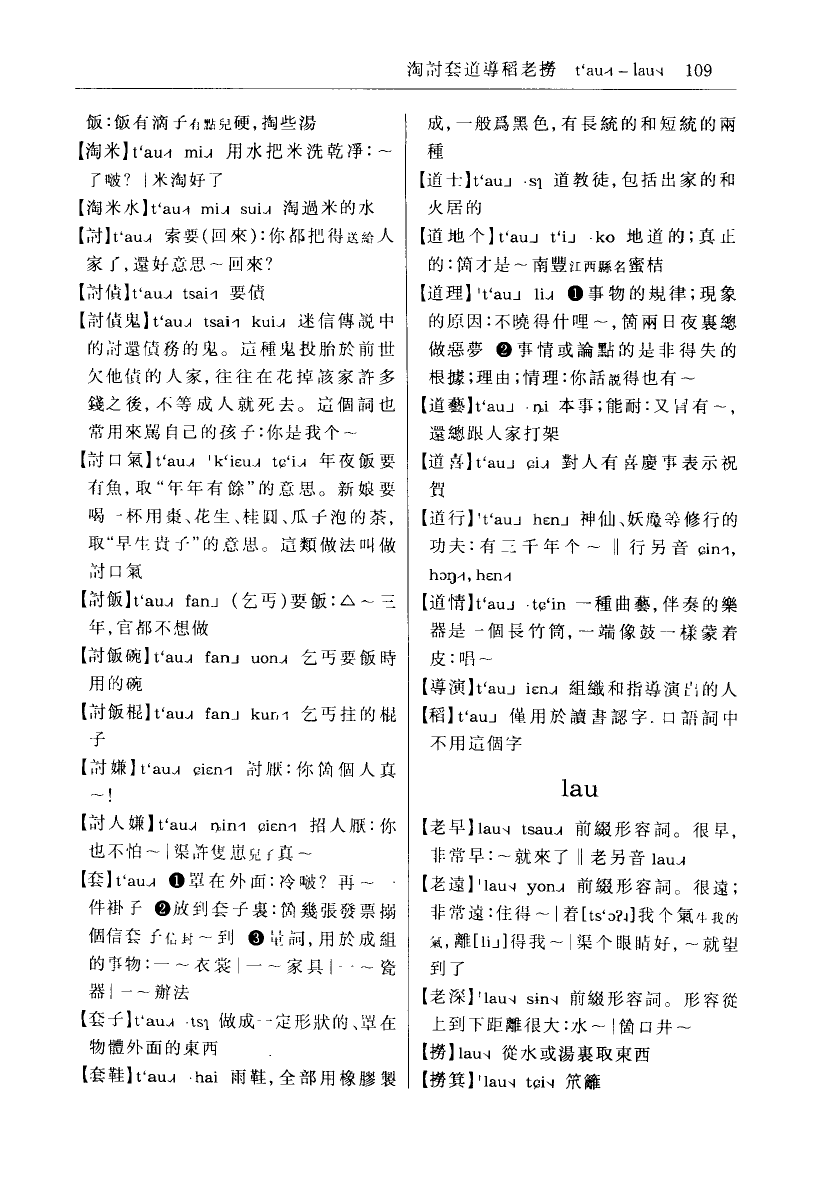 淘討套道導稻老撈 tʻau˧˥ – lau˨˩ 109
飯:飯有滴子有點兒硬,掏些湯
【淘米】tʻau mi 用水把米洗乾凈:～
了啵? |米淘好了
【淘米水】tʻau mi sui 淘過米的水
【討】tʻau 索要(回來):你都把得送給人
家了,還好意思～回來?
【討債】tʻau tsai 要債
【討債鬼】tʻau tsai kui 迷信傳説中
的討還債務的鬼。這種鬼投胎於前世
欠他債的人家,往往在花掉該家許多
錢之後,不等成人就死去。這個詞也
常用來駡自己的孩子:你是我个～
【討口氣】tʻau ˈkʻiɛu tɕʻi 年夜飯要
有魚,取“年年有餘”的意思。新娘要
喝一杯用棗、花生、桂圓、瓜子泡的茶,
取“早生貴子”的意思。這類做法叫做
討口氣
【討飯】tʻau fan (乞丐)要飯:△～三
年,官都不想做
【討飯碗】tʻau fan uon 乞丐要飯時
用的碗
【討飯棍】tʻau fan kun 乞丐拄的棍
子
【討嫌】tʻau ɕiɛn 討厭:你箇個人真
～!
【討人嫌】tʻau ȵin ɕiɛn 招人厭:你
也不怕～|渠許隻崽兒子真～
【套】tʻau ❶罩在外面:冷啵? 再～一
件褂子 ❷放到套子裏:箇幾張發票搦
個信套子信封～到 ❸量詞,用於成組
的事物:一～衣裳|一～家具|一～瓷
器|一～辦法
【套子】tʻau ·tsɿ 做成一定形狀的、罩在
物體外面的東西
【套鞋】tʻau ·hai 雨鞋,全部用橡膠製
成,一般爲黑色,有長統的和短統的兩
種
【道士】tʻau ·sɿ 道教徒,包括出家的和
火居的
【道地个】tʻau tʻi ·ko 地道的;真正
的:箇才是～南豐江西縣名蜜桔
【道理】ˈtʻau li ❶事物的規律;現象
的原因:不曉得什哩～,箇兩日夜裏總
做惡夢 ❷事情或論點的是非得失的
根據;理由;情理:你話説得也有～
【道藝】tʻau ·ȵi 本事;能耐:又冇有～,
還總跟人家打架
【道喜】tʻau ɕi 對人有喜慶事表示祝
賀
【道行】ˈtʻau hɛn 神仙、妖魔等修行的
功夫:有三千年个～‖行另音 ɕin,
hɔŋ, hɛn
【道情】tʻau ·tɕʻin 一種曲藝,伴奏的樂
器是一個長竹筒,一端像鼓一樣蒙着
皮:唱～
【導演】tʻau iɛn 組織和指導演出的人
【稻】tʻau 僅用於讀書認字. 口語詞中
不用這個字
lau
【老早】lau tsau 前綴形容詞。很早,
非常早:～就來了‖老另音 lau
【老遠】ˈlau yon 前綴形容詞。很遠;
非常遠:住得～|着[tsʻɔʔ]我个氣生我的
氣,離[li]得我～|渠个眼睛好,～就望
到了
【老深】ˈlau sin 前綴形容詞。形容從
上到下距離很大:水～|箇口井～
【撈】lau 從水或湯裏取東西
【撈箕】ˈlau tɕi 笊籬